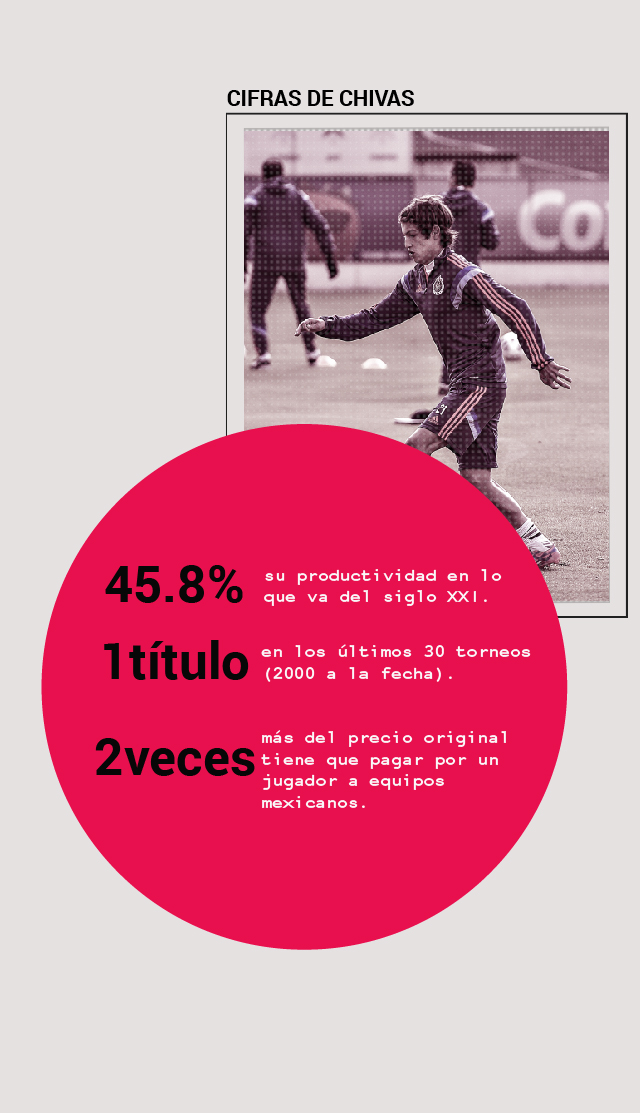 CIFRAS DE CHIVAS
Co
45.8% su productividad en lo
que va del siglo XXI.
1título en los últimos 30 torneos
(2000 a la fecha).
2veces más del precio original
tiene que pagar por un
jugador a equipos
mexicanos.